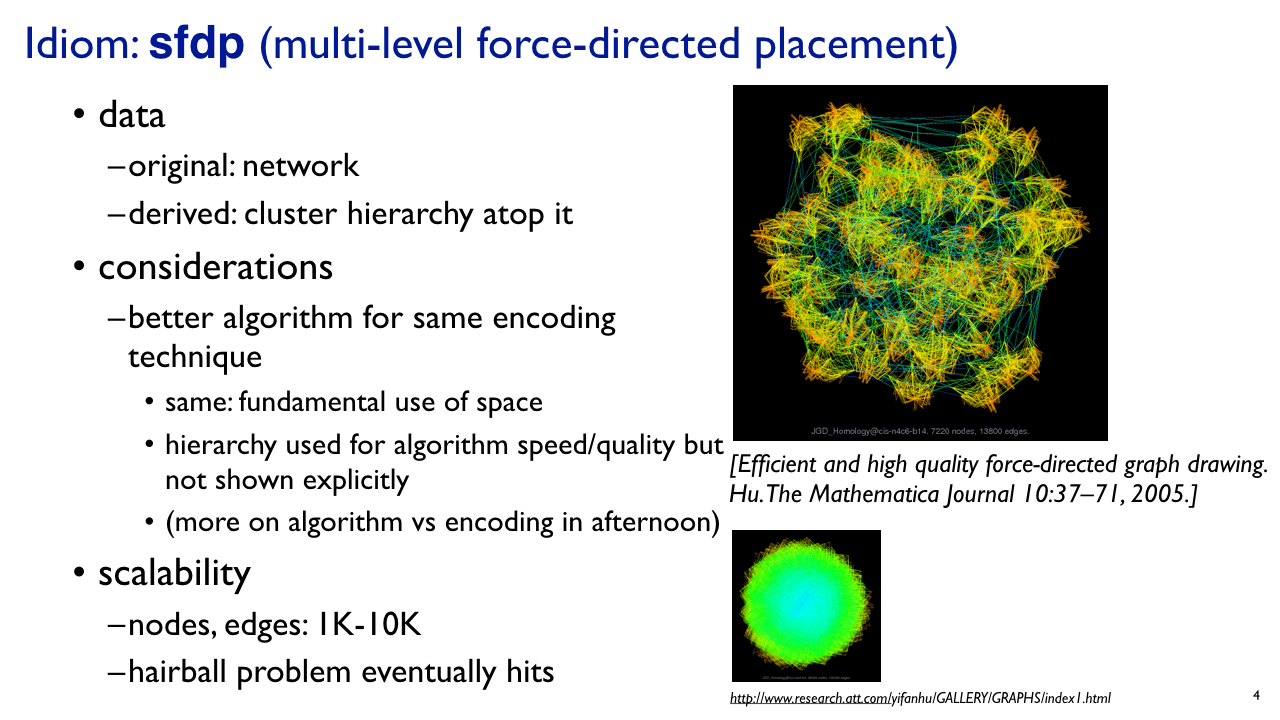 Idiom: sfdp (multi-level force-directed placement)
• data
–original: network
–derived: cluster hierarchy atop it
• considerations
–better algorithm for same encoding
technique
• same: fundamental use of space
• hierarchy used for algorithm speed/quality but
not shown explicitly
• (more on algorithm vs encoding in afternoon)
• scalability
–nodes, edges: 1K-10K
–hairball problem eventually hits
JGD_Homology@cis-n4c6-b14. 7220 nodes, 13800 edges.
[Efficient and high quality force-directed graph drawing.
Hu. The Mathematica Journal 10:37–71, 2005.]
http://www.research.att.com/yifanhu/GALLERY/GRAPHS/index1.html
4